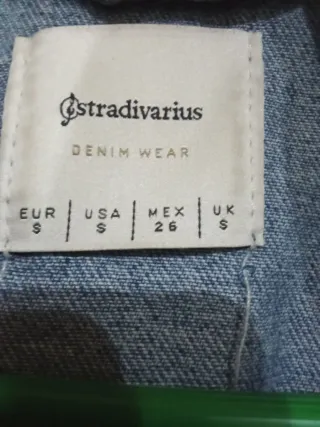 stradivarius
DENIM WEAR
EUR | USA | MEX | UK
S | S | 26 | S